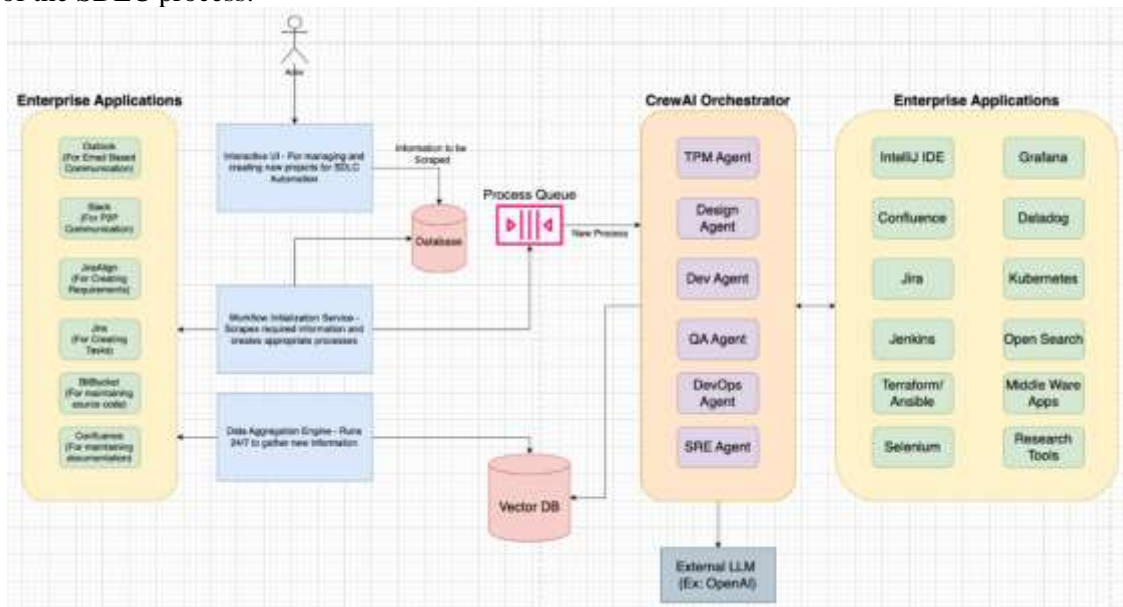 of the SDLC process.
Actor
Enterprise Applications
Outlook
(For Email Based
Communication)
Slack
(For P2P
Communication)
JiraAlign
(For Creating
Requirements)
Jira
(For Creating
Tasks)
BitBucket
(For maintaining
source code)
Confluence
(For maintaining
documentation)
Interactive UI - For managing and
creating new projects for SDLC
Automation
Information to be
Scraped
Database
Workflow Initialization Service -
Scrapes required information and
creates appropriate processes
Data Aggregation Engine - Runs
24/7 to gather new information
Process Queue
New Process
Vector DB
CrewAI Orchestrator
TPM Agent
Design
Agent
Dev Agent
QA Agent
DevOps
Agent
SRE Agent
External LLM
(Ex: OpenAI)
Enterprise Applications
IntelliJ IDE
Grafana
Confluence
Datadog
Jira
Kubernetes
Jenkins
Open Search
Terraform/
Ansible
Middle Ware
Apps
Selenium
Research
Tools